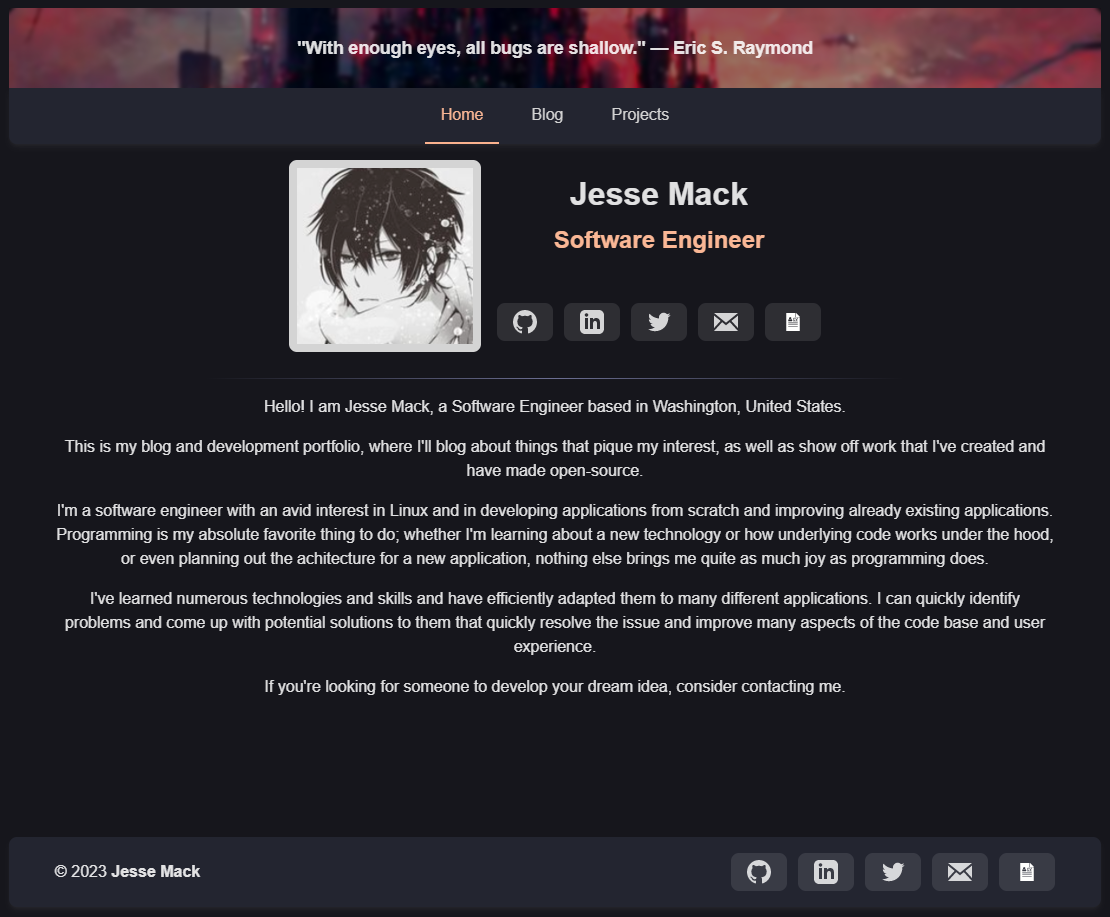 "With enough eyes, all bugs are shallow." — Eric S. Raymond
Home Blog Projects
Jesse Mack
Software Engineer
Hello! I am Jesse Mack, a Software Engineer based in Washington, United States.
This is my blog and development portfolio, where I'll blog about things that pique my interest, as well as show off work that I've created and
have made open-source.
I'm a software engineer with an avid interest in Linux and in developing applications from scratch and improving already existing applications.
Programming is my absolute favorite thing to do; whether I'm learning about a new technology or how underlying code works under the hood,
or even planning out the achitecture for a new application, nothing else brings me quite as much joy as programming does.
I've learned numerous technologies and skills and have efficiently adapted them to many different applications. I can quickly identify
problems and come up with potential solutions to them that quickly resolve the issue and improve many aspects of the code base and user
experience.
If you're looking for someone to develop your dream idea, consider contacting me.
© 2023 Jesse Mack